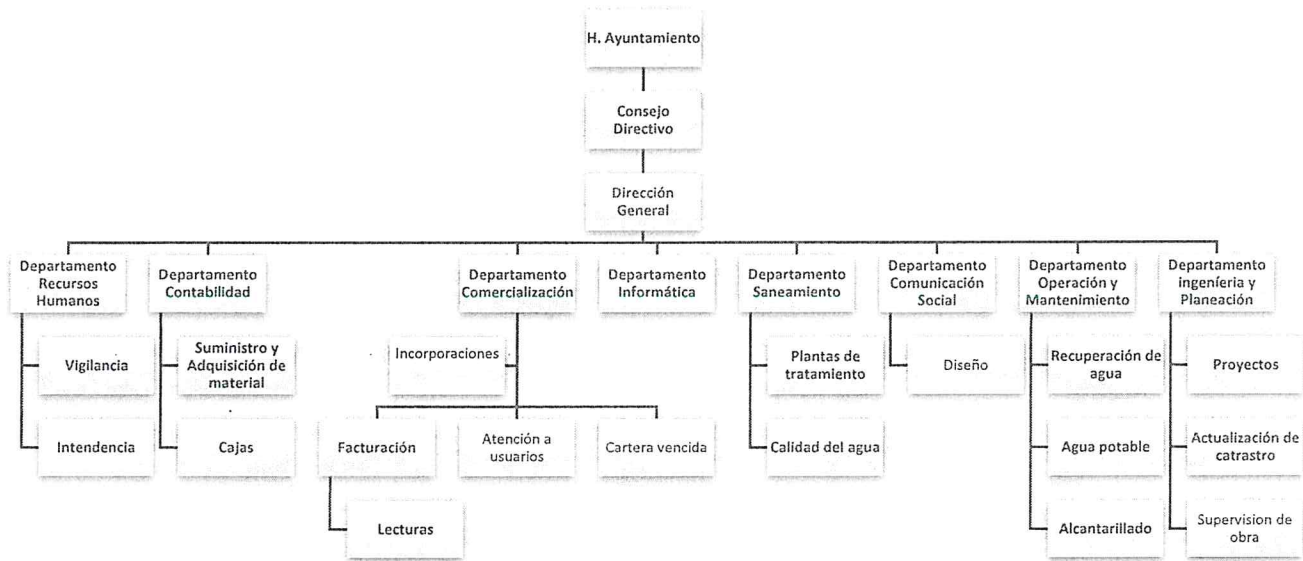 H. Ayuntamiento
Consejo
Directivo
Dirección
General
Departamento
Recursos
Humanos
Departamento
Contabilidad
Departamento
Comercialización
Departamento
Informática
Departamento
Saneamiento
Departamento
Comunicación
Social
Departamento
Operación y
Mantenimiento
Departamento
ingeníeria y
Planeación
Vigilancia
Suministro y
Adquisición de
material
Incorporaciones
Plantas de
tratamiento
Diseño
Recuperación de
agua
Proyectos
Intendencia
Cajas
Facturación
Atención a
usuarios
Cartera vencida
Calidad del agua
Agua potable
Actualización de
catrastro
Lecturas
Alcantarillado
Supervision de
obra